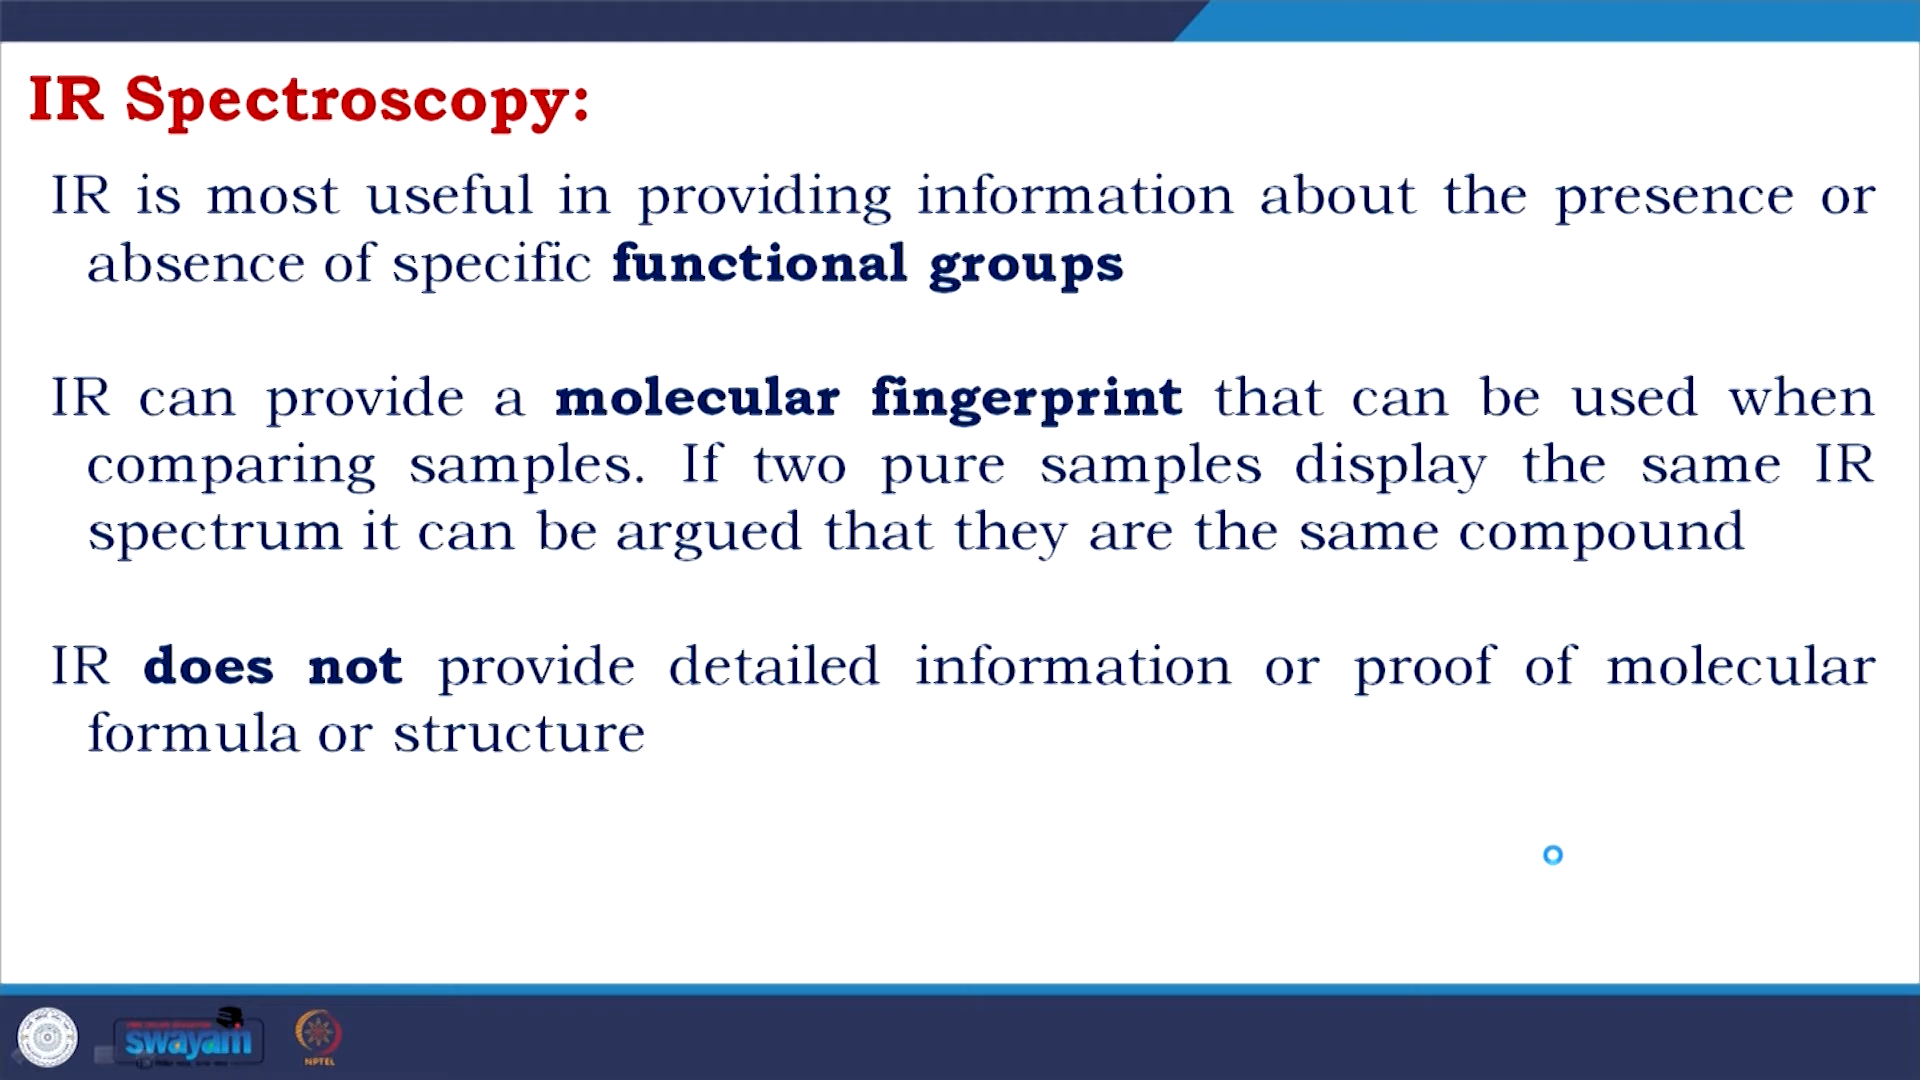 IR Spectroscopy:
IR is most useful in providing information about the presence or
absence of specific functional groups
IR can provide a molecular fingerprint that can be used when
comparing samples. If two pure samples display the same IR
spectrum it can be argued that they are the same compound
IR does not provide detailed information or proof of molecular
formula or structure
swayam
NPTEL